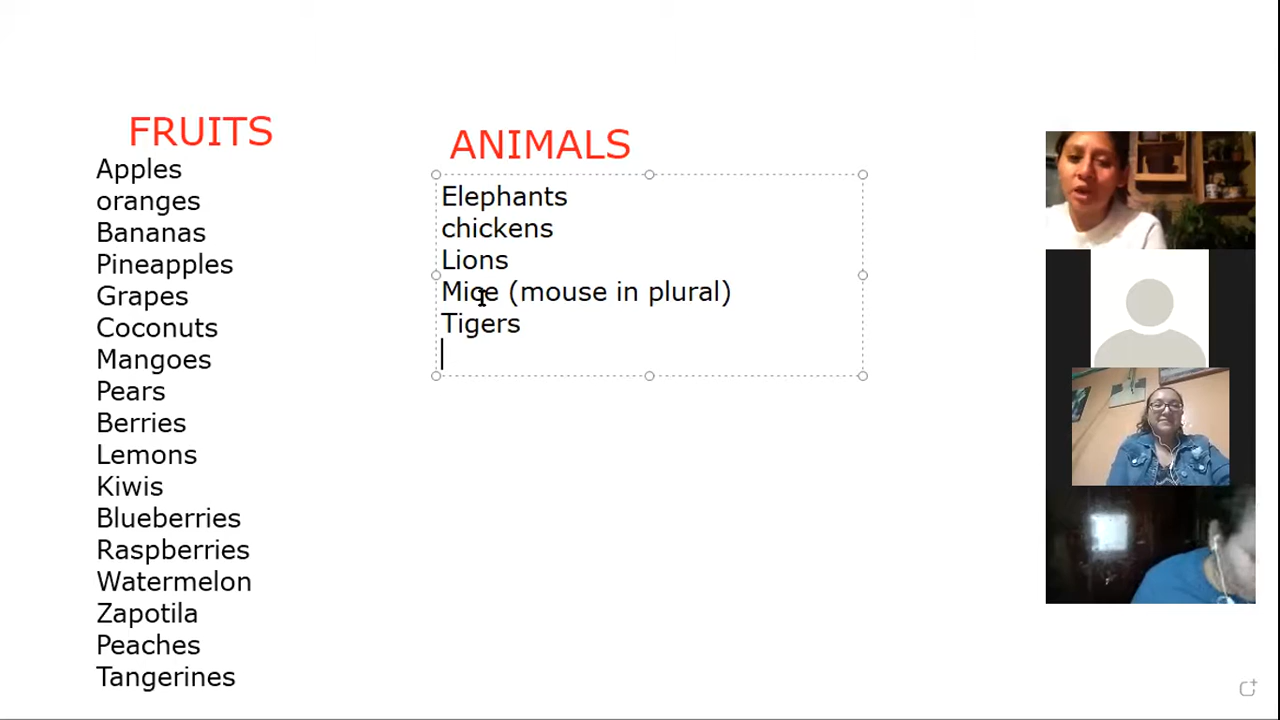 FRUITS
Apples
oranges
Bananas
Pineapples
Grapes
Coconuts
Mangoes
Pears
Berries
Lemons
Kiwis
Blueberries
Raspberries
Watermelon
Zapotila
Peaches
Tangerines
ANIMALS
Elephants
chickens
Lions
Mice (mouse in plural)
Tigers